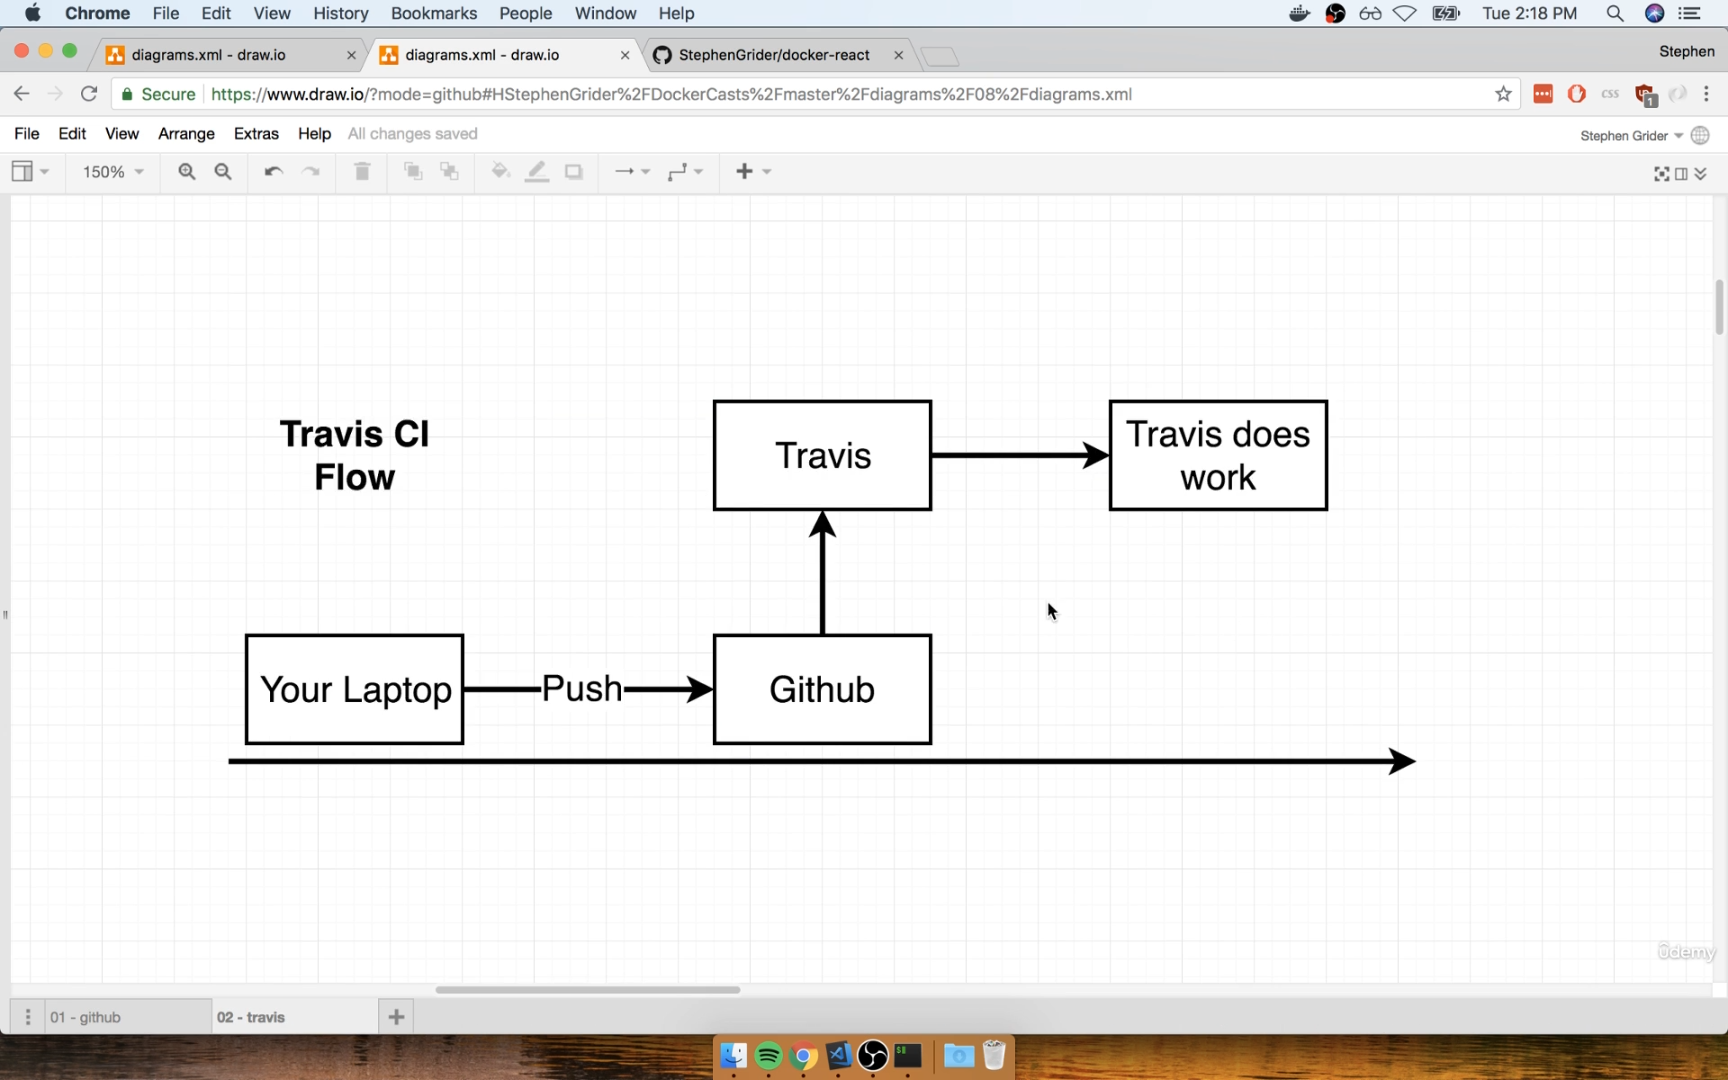 Chrome File Edit View History Bookmarks People Window Help Tue 2:18 PM
diagrams.xml - draw.io diagrams.xml - draw.io StephenGrider/docker-react Stephen
Secure https://www.draw.io/?mode=github#HStephenGrider%2FDockerCasts%2Fmaster%2Fdiagrams%2F08%2Fdiagrams.xml css 1
File Edit View Arrange Extras Help All changes saved Stephen Grider
150%
Travis CI
Flow
Travis
Travis does
work
Your Laptop
Push
Github
ûdemy
01 - github 02 - travis